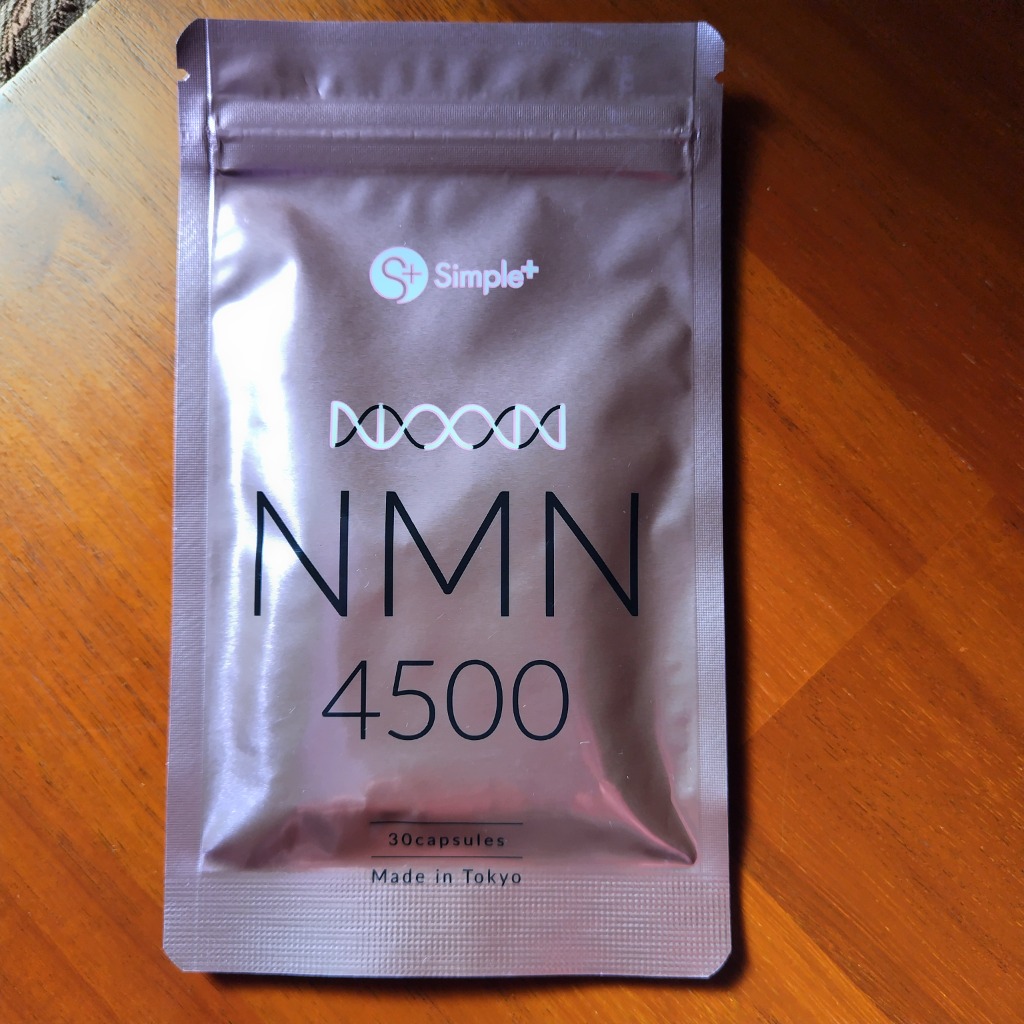 S+ Simple+
NMN
4500
30capsules
Made in Tokyo